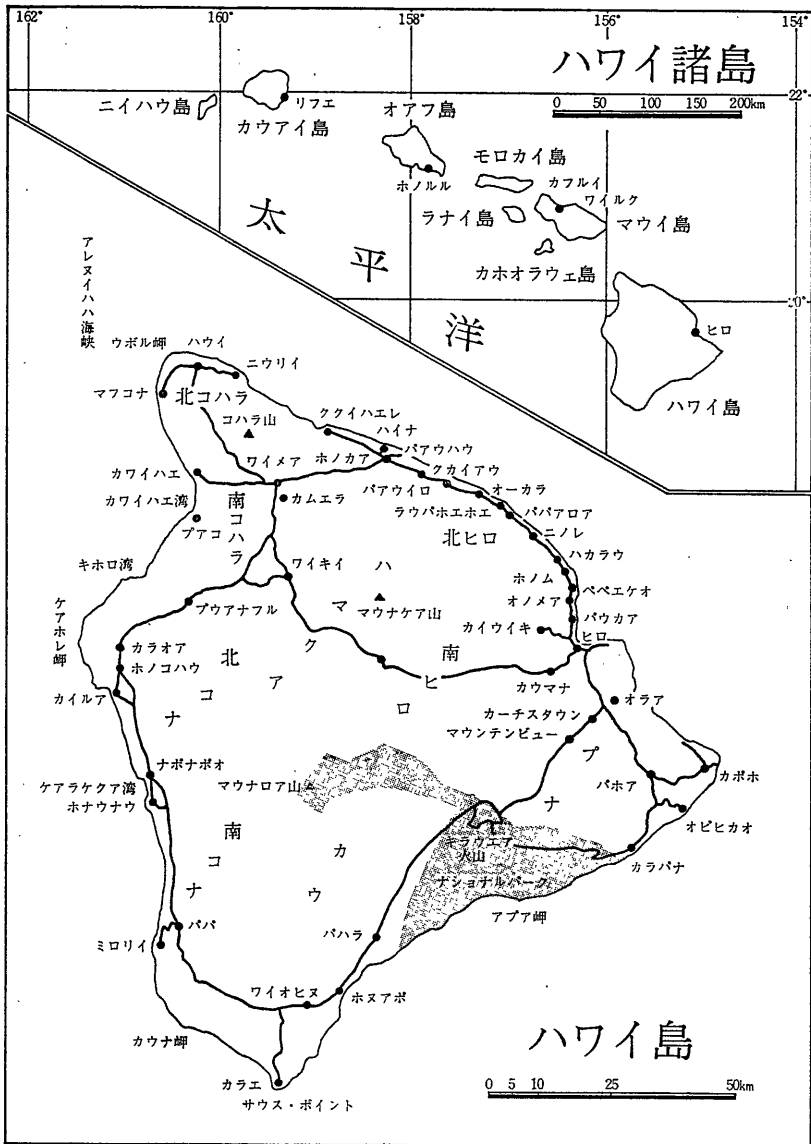 162°
160°
158°
156°
154°
ハワイ諸島
0 50 100 150 200km
22°
ニイハウ島
リフエ
カウアイ島
オアフ島
ホノルル
モロカイ島
カフルイ
ワイルク
ラナイ島
マウイ島
カホオラウェ島
太平洋
20°
ヒロ
ハワイ島
アレヌイハハ海峡
ウポル岬
ハウイ
ニウリイ
マフコナ
北コハラ
コハラ山
ククイハエレ
ハイナ
パアウハウ
ホノカア
ワイメア
クカイアウ
カワイハエ
パアウイロ
オーカラ
カワイハエ湾
南コハラ
カムエラ
ラウパホエホエ
パパアロア
プアコ
北ヒロ
ニノレ
ハカラウ
キホロ湾
ワイキイ
ハマクア
マウナケア山
ホノム
ペペエケオ
オノメア
プウアナフル
カイウイキ
パウカア
ヒロ
ケアホレ岬
カラオア
ホノコハウ
北コナ
南ヒロ
カウマナ
カイルア
オラア
カーチスタウン
マウンテンビュー
プナ
ナポオポオ
ケアラケクア湾
ホナウナウ
マウナロア山
パホア
カポホ
オピヒカオ
南コナ
カウ
キラウエア
火山
カラパナ
ナショナルパーク
アプア岬
パパ
ミロリイ
パハラ
ワイオヒヌ
ホヌアポ
カウナ岬
カラエ
サウス・ポイント
ハワイ島
0 5 10 25 50km